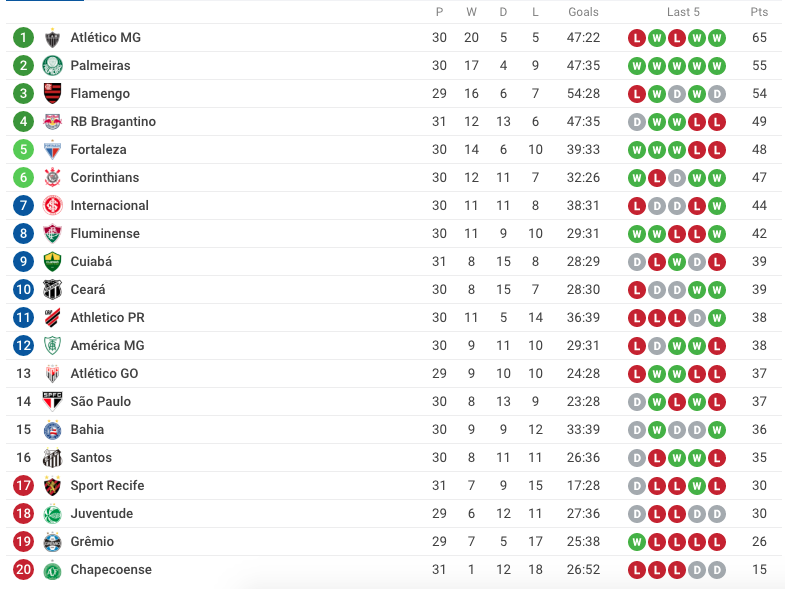 P W D L Goals Last 5 Pts
1 Atlético MG 30 20 5 5 47:22 L W L W W 65
2 Palmeiras 30 17 4 9 47:35 W W W W W 55
3 Flamengo 29 16 6 7 54:28 L W D W D 54
4 RB Bragantino 31 12 13 6 47:35 D W W L L 49
5 Fortaleza 30 14 6 10 39:33 W W W L L 48
6 Corinthians 30 12 11 7 32:26 W L D W W 47
7 Internacional 30 11 11 8 38:31 L D D L W 44
8 Fluminense 30 11 9 10 29:31 W W L L W 42
9 Cuiabá 31 8 15 8 28:29 D L W D L 39
10 Ceará 30 8 15 7 28:30 L D D W W 39
11 Athletico PR 30 11 5 14 36:39 L L L D W 38
12 América MG 30 9 11 10 29:31 L D W W L 38
13 Atlético GO 29 9 10 10 24:28 L W W L L 37
14 São Paulo 30 8 13 9 23:28 D W L W L 37
15 Bahia 30 9 9 12 33:39 D W D D W 36
16 Santos 30 8 11 11 26:36 D L W W L 35
17 Sport Recife 31 7 9 15 17:28 D L L W L 30
18 Juventude 29 6 12 11 27:36 D L L D D 30
19 Grêmio 29 7 5 17 25:38 W L L L L 26
20 Chapecoense 31 1 12 18 26:52 L L L D D 15